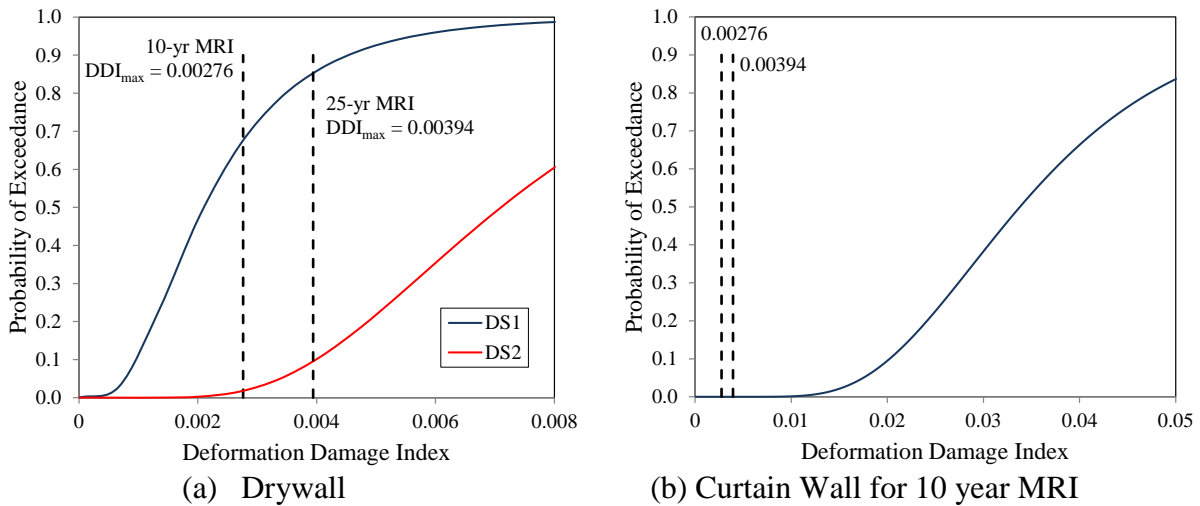 1.0
0.9
0.8
0.7
0.6
0.5
0.4
0.3
0.2
0.1
0.0
Probability of Exceedance
10-yr MRI
DDImax = 0.00276
25-yr MRI
DDImax = 0.00394
DS1
DS2
0 0.002 0.004 0.006 0.008
Deformation Damage Index
(a) Drywall
1.0
0.9
0.8
0.7
0.6
0.5
0.4
0.3
0.2
0.1
0.0
Probability of Exceedance
0.00276
0.00394
0 0.01 0.02 0.03 0.04 0.05
Deformation Damage Index
(b) Curtain Wall for 10 year MRI